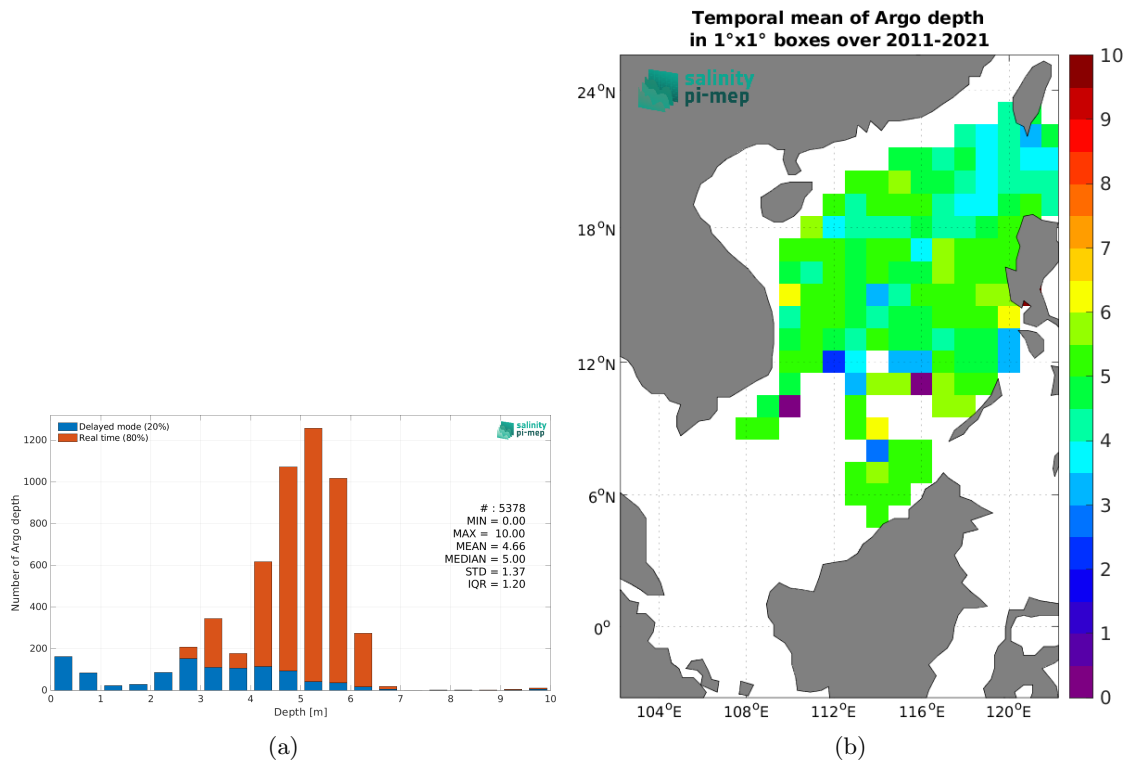 Delayed mode (20%)
Real time (80%)
salinity
pi-mep
# : 5378
MIN = 0.00
MAX = 10.00
MEAN = 4.66
MEDIAN = 5.00
STD = 1.37
IQR = 1.20
Number of Argo depth
1200
1000
800
600
400
200
0
0 1 2 3 4 5 6 7 8 9 10
Depth [m]
(a)
Temporal mean of Argo depth
in 1°x1° boxes over 2011-2021
salinity
pi-mep
24°N
18°N
12°N
6°N
0°
104°E 108°E 112°E 116°E 120°E
10
9
8
7
6
5
4
3
2
1
0
(b)